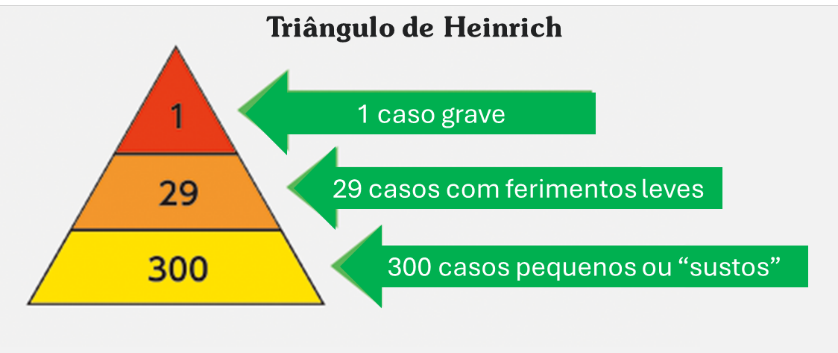 Triângulo de Heinrich
1
1 caso grave
29
29 casos com ferimentos leves
300
300 casos pequenos ou “sustos”